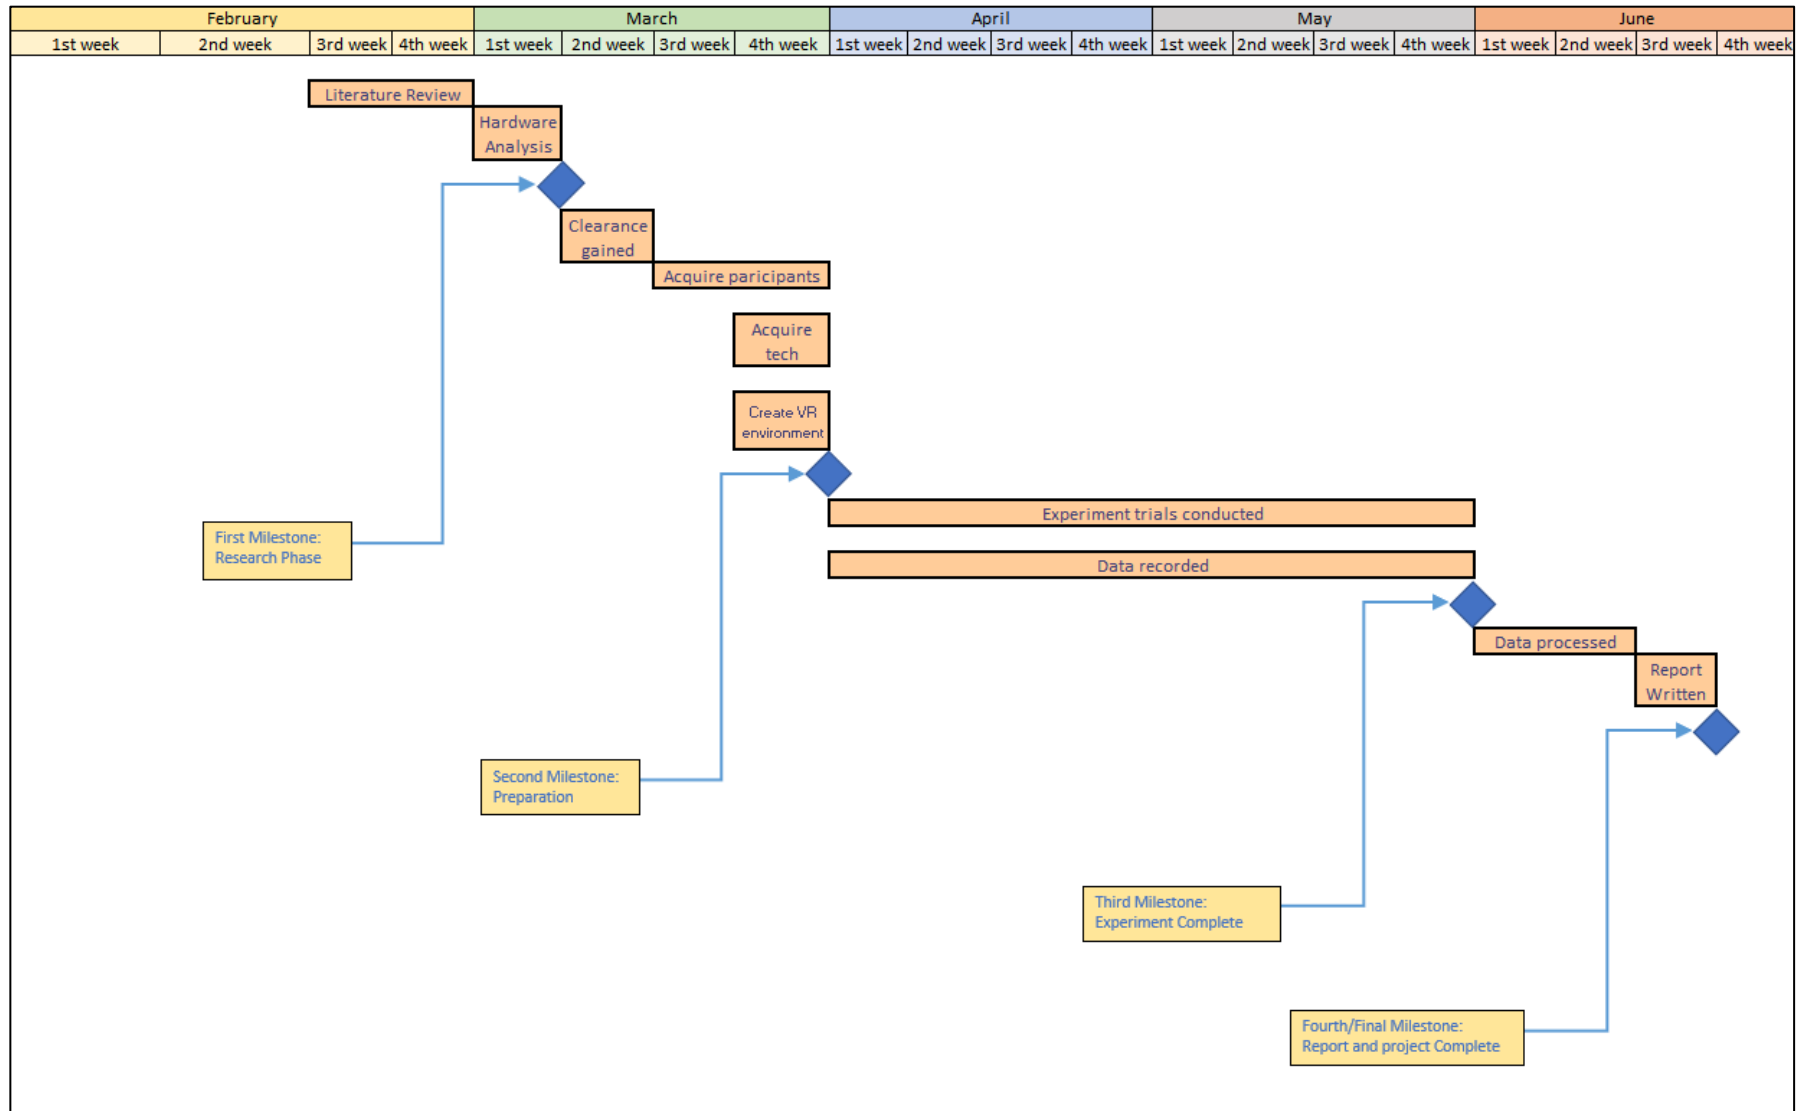 February March April May June
1st week 2nd week 3rd week 4th week 1st week 2nd week 3rd week 4th week 1st week 2nd week 3rd week 4th week 1st week 2nd week 3rd week 4th week 1st week 2nd week 3rd week 4th week
Literature Review
Hardware
Analysis
Clearance
gained
Acquire paricipants
Acquire
tech
Create VR
environment
Experiment trials conducted
First Milestone:
Research Phase
Data recorded
Data processed
Report
Written
Second Milestone:
Preparation
Third Milestone:
Experiment Complete
Fourth/Final Milestone:
Report and project Complete